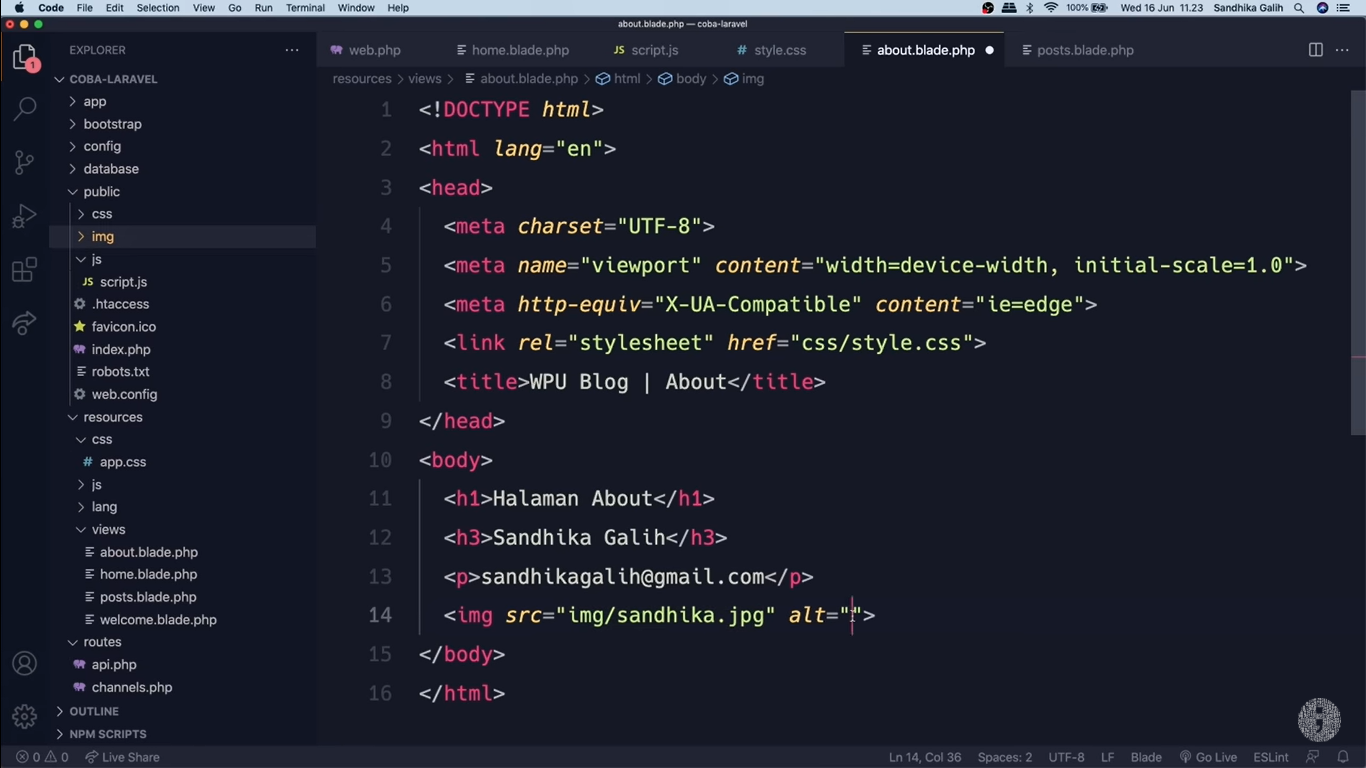 Code File Edit Selection View Go Run Terminal Window Help 100% Wed 16 Jun 11.23 Sandhika Galih
about.blade.php — coba-laravel
EXPLORER
web.php home.blade.php JS script.js # style.css about.blade.php posts.blade.php
1
COBA-LARAVEL
resources > views > about.blade.php > html > body > img
app
bootstrap
config
database
public
css
img
js
JS script.js
.htaccess
favicon.ico
index.php
robots.txt
web.config
resources
css
# app.css
js
lang
views
about.blade.php
home.blade.php
posts.blade.php
welcome.blade.php
routes
api.php
channels.php
OUTLINE
NPM SCRIPTS
1 <!DOCTYPE html>
2 <html lang="en">
3 <head>
4 <meta charset="UTF-8">
5 <meta name="viewport" content="width=device-width, initial-scale=1.0">
6 <meta http-equiv="X-UA-Compatible" content="ie=edge">
7 <link rel="stylesheet" href="css/style.css">
8 <title>WPU Blog | About</title>
9 </head>
10 <body>
11 <h1>Halaman About</h1>
12 <h3>Sandhika Galih</h3>
13 <p>sandhikagalih@gmail.com</p>
14 <img src="img/sandhika.jpg" alt="">
15 </body>
16 </html>
0 0 Live Share Ln 14, Col 36 Spaces: 2 UTF-8 LF Blade Go Live ESLint